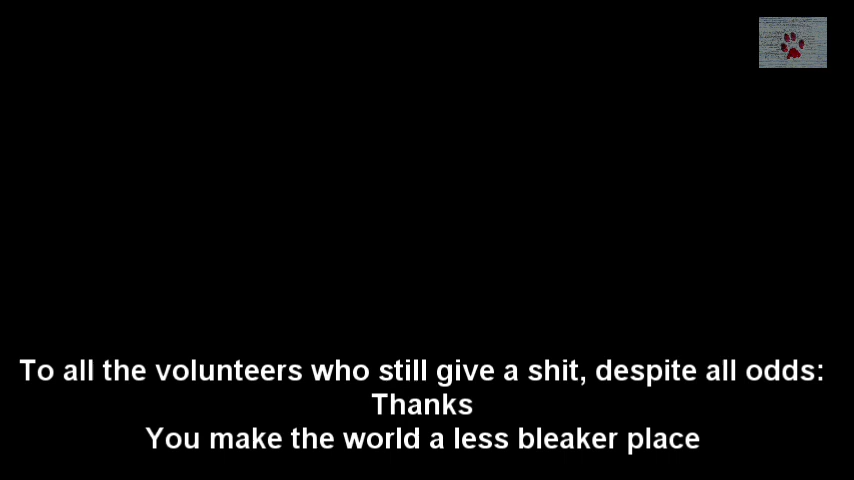 To all the volunteers who still give a shit, despite all odds:
Thanks
You make the world a less bleaker place